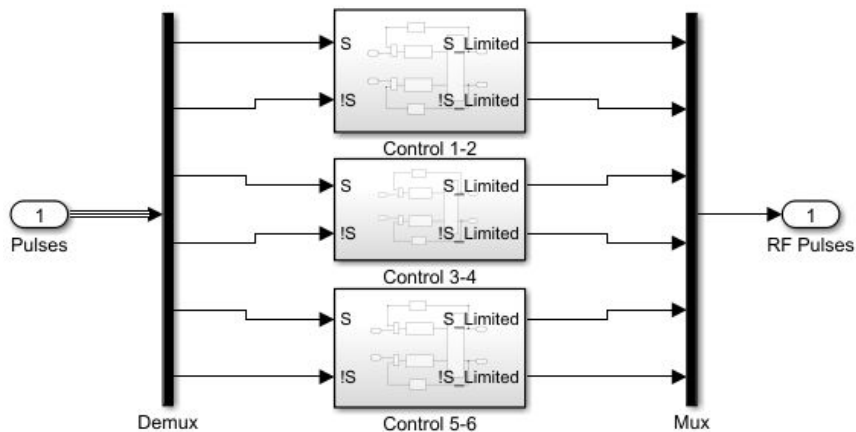 S
S_Limited
!S
!S_Limited
Control 1-2
S
S_Limited
!S
!S_Limited
Control 3-4
S
S_Limited
!S
!S_Limited
Control 5-6
1
Pulses
Demux
Mux
1
RF Pulses